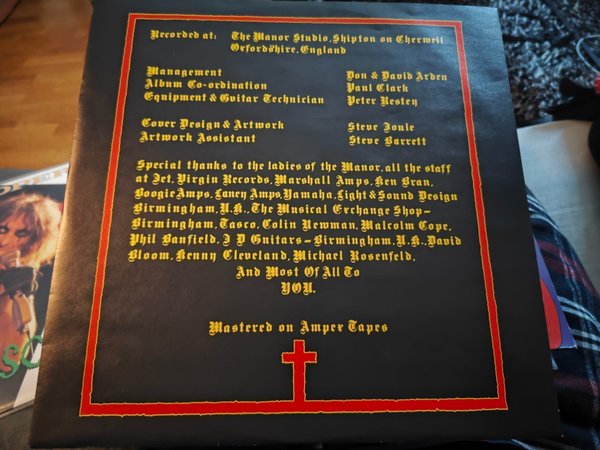 Recorded at: The Manor Studio, Shipton on Cherwell
Oxfordshire, England
Management Don & David Arden
Album Co-ordination Paul Clark
Equipment & Guitar Technician Peter Restey
Cover Design & Artwork Steve Joule
Artwork Assistant Steve Barrett
Special thanks to the ladies of the Manor, all the staff
at Jet, Virgin Records, Marshall Amps, Ken Bran,
Boogie Amps, Laney Amps, Yamaha, Light & Sound Design
Birmingham, U.K., The Musical Exchange Shop–
Birmingham, Tasco, Colin Newman, Malcolm Cope,
Phil Banfield, J D Guitars–Birmingham, U.K., David
Bloom, Kenny Cleveland, Michael Rosenfeld,
And Most Of All To
YOU.
Mastered on Ampex Tapes